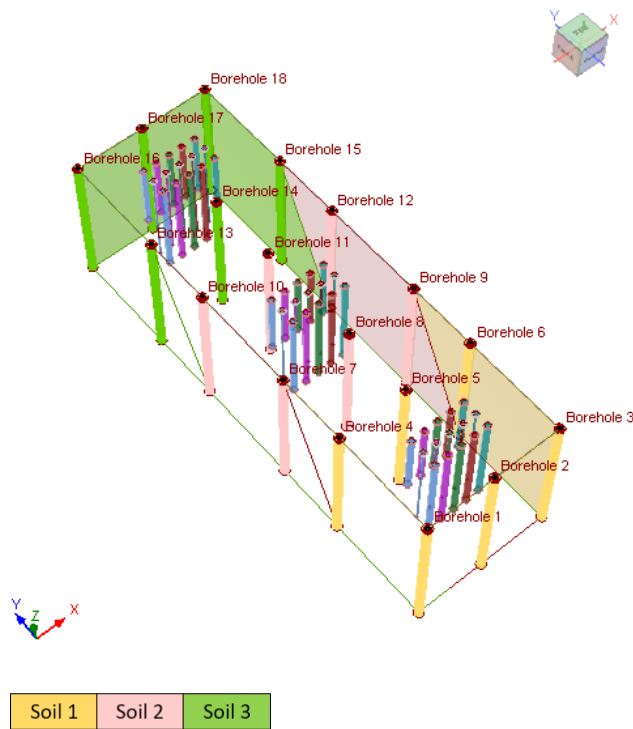 Y
X
Borehole 18
Borehole 17
Borehole 16
Borehole 15
Borehole 14
Borehole 12
Borehole 13
Borehole 11
Borehole 9
Borehole 10
Borehole 8
Borehole 6
Borehole 7
Borehole 5
Borehole 4
Borehole 3
Borehole 2
Borehole 1
Y
Z
X
Soil 1 Soil 2 Soil 3